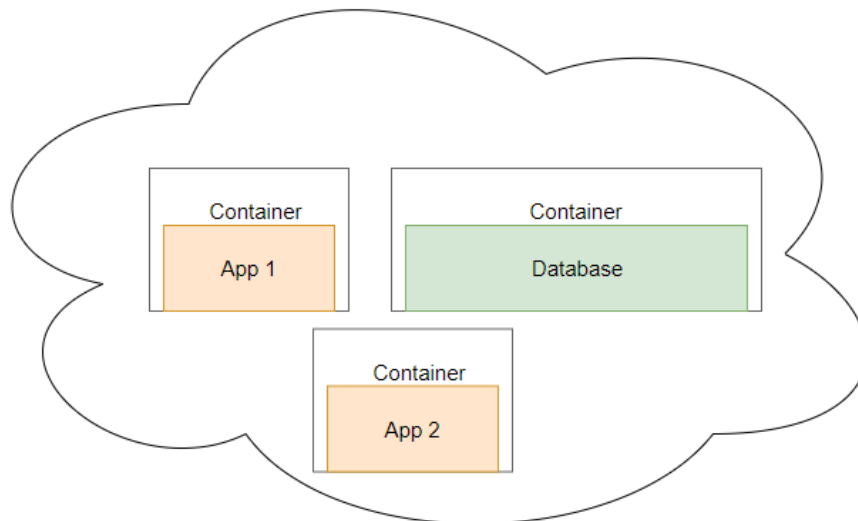 Container
App 1
Container
Database
Container
App 2